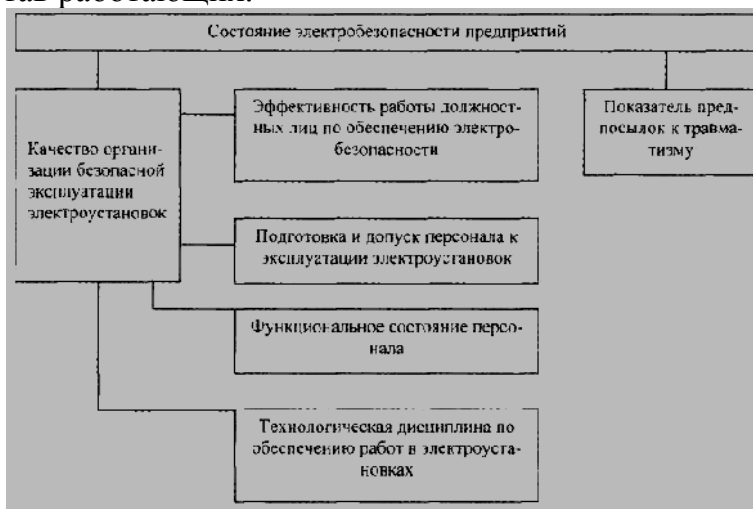 тав работающих.
Состояние электробезопасности предприятий
Эффективность работы должност-
ных лиц по обеспечению электро-
безопасности
Показатель пред-
посылок к травма-
тизму
Качество органи-
зации безопасной
эксплуатации
электроустановок
Подготовка и допуск персонала к
эксплуатации электроустановок
Функциональное состояние персо-
нала
Технологическая дисциплина по
обеспечению работ в электроуста-
новках